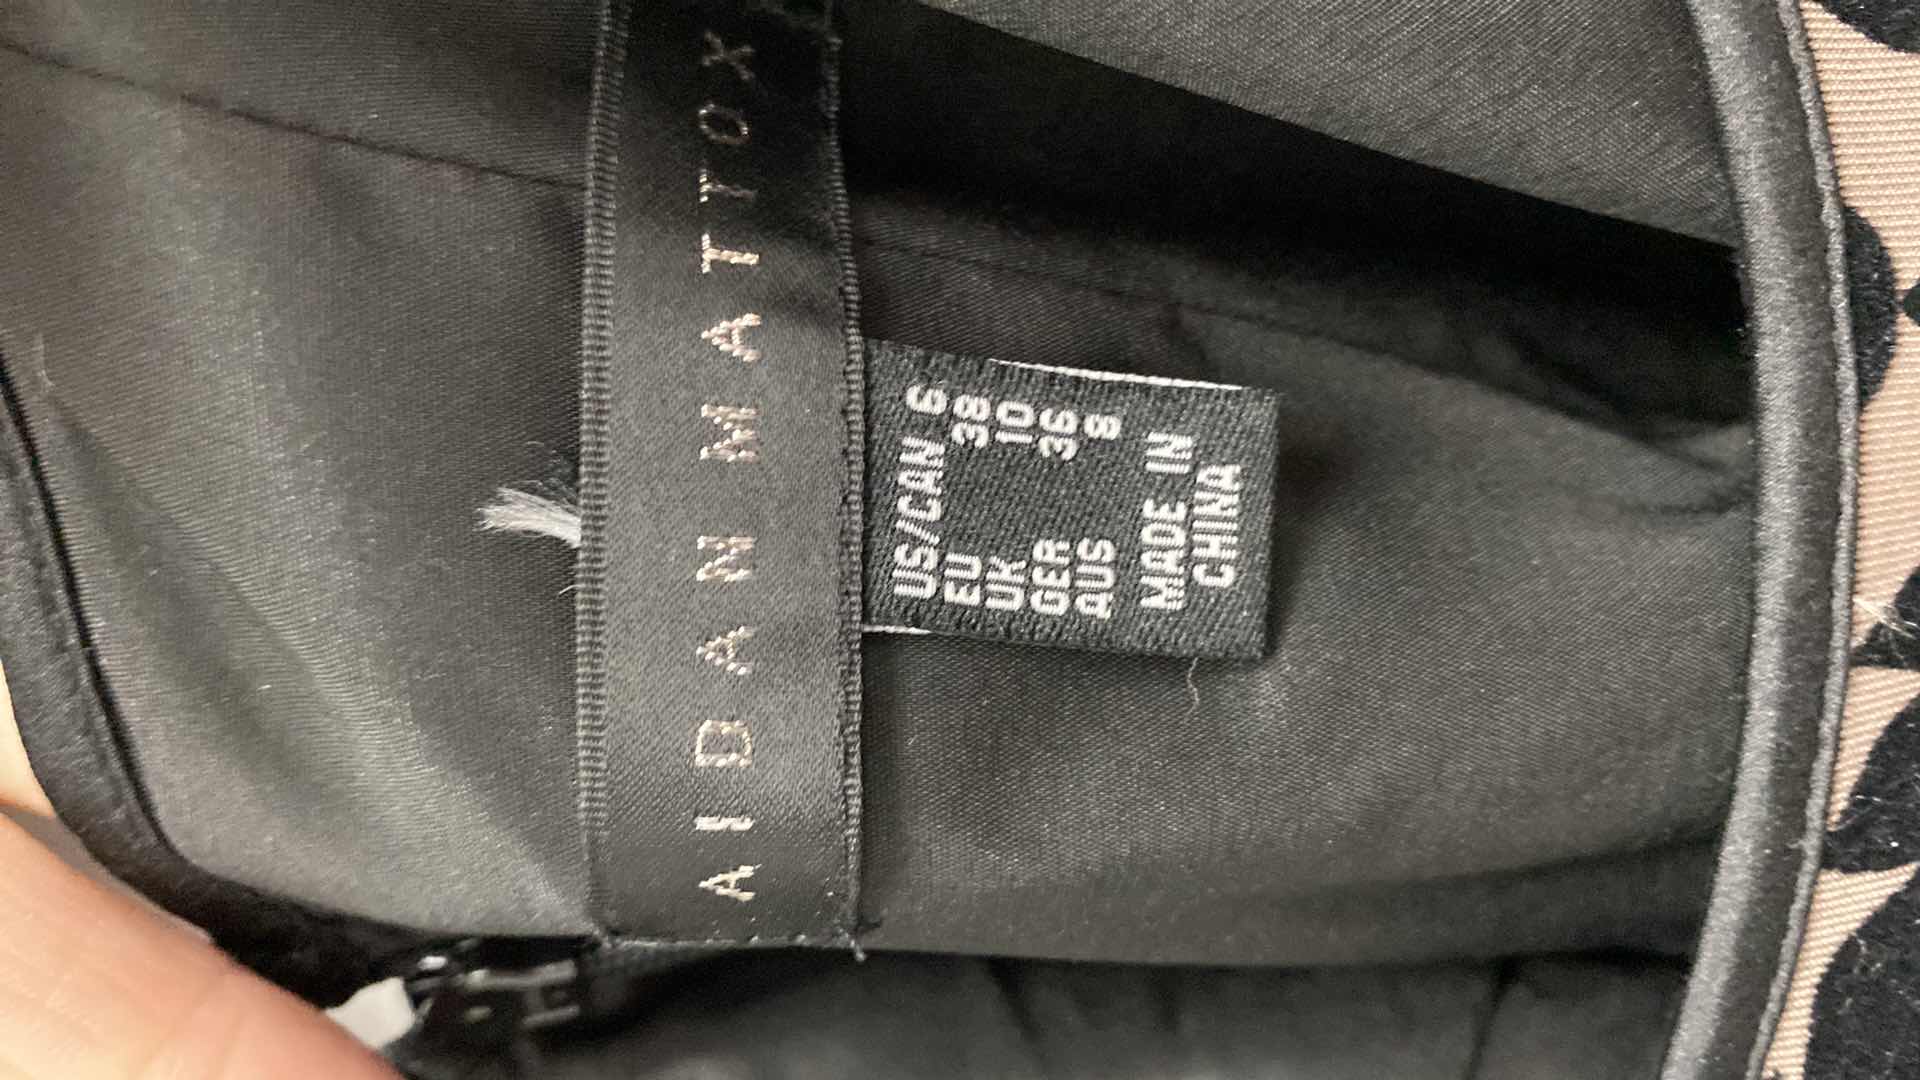 AIDAN MATTOX
US/CAN 6
EU 38
UK 10
GER 36
AUS 8
MADE IN
CHINA